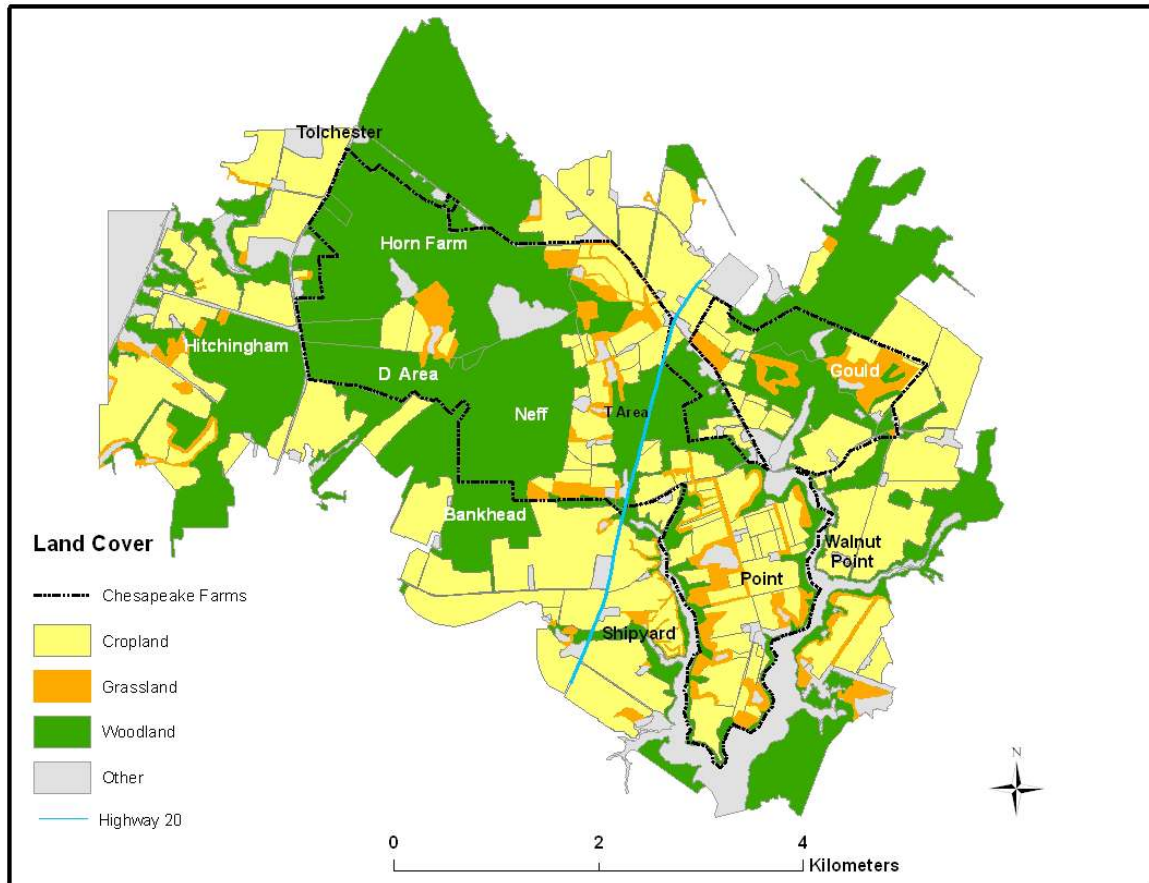 Tolchester
Horn Farm
Hitchingham
Gould
D Area
Neff
T Area
Bankhead
Walnut
Point
Point
Shipyard
Land Cover
Chesapeake Farms
Cropland
Grassland
Woodland
Other
Highway 20
N
0 2 4
Kilometers